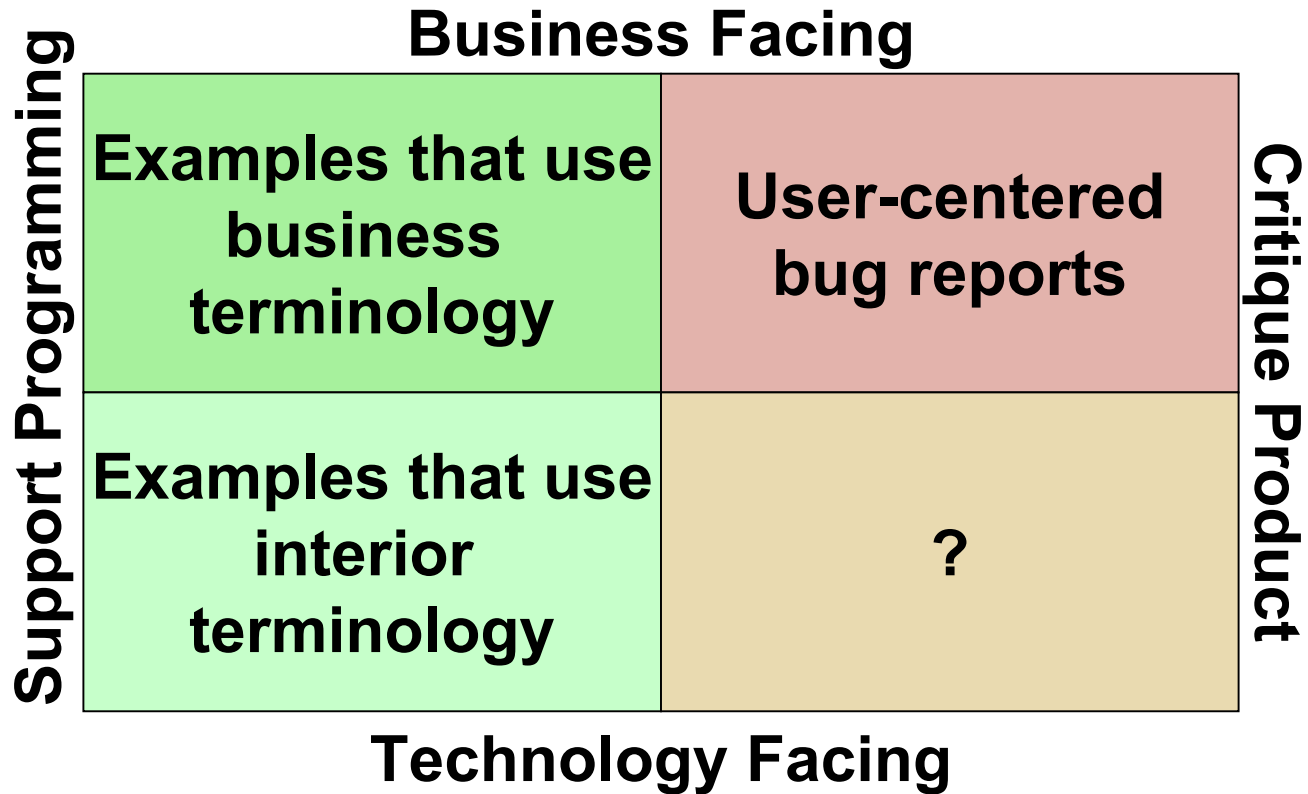 Business Facing
Support Programming
Examples that use
business
terminology
User-centered
bug reports
Critique Product
Examples that use
interior
terminology
?
Technology Facing